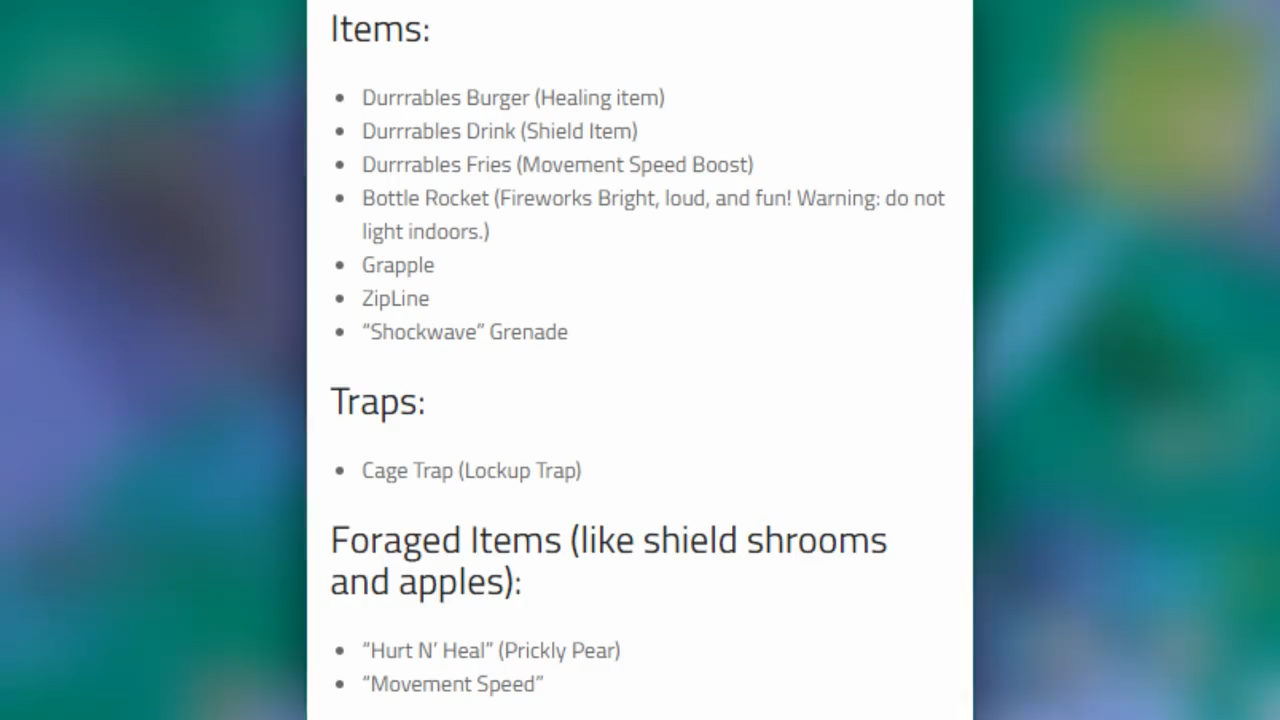 Items:
Durrrables Burger (Healing item)
Durrrables Drink (Shield Item)
Durrrables Fries (Movement Speed Boost)
Bottle Rocket (Fireworks Bright, loud, and fun! Warning: do not
light indoors.)
Grapple
ZipLine
“Shockwave” Grenade
Traps:
Cage Trap (Lockup Trap)
Foraged Items (like shield shrooms
and apples):
“Hurt N’ Heal” (Prickly Pear)
“Movement Speed”